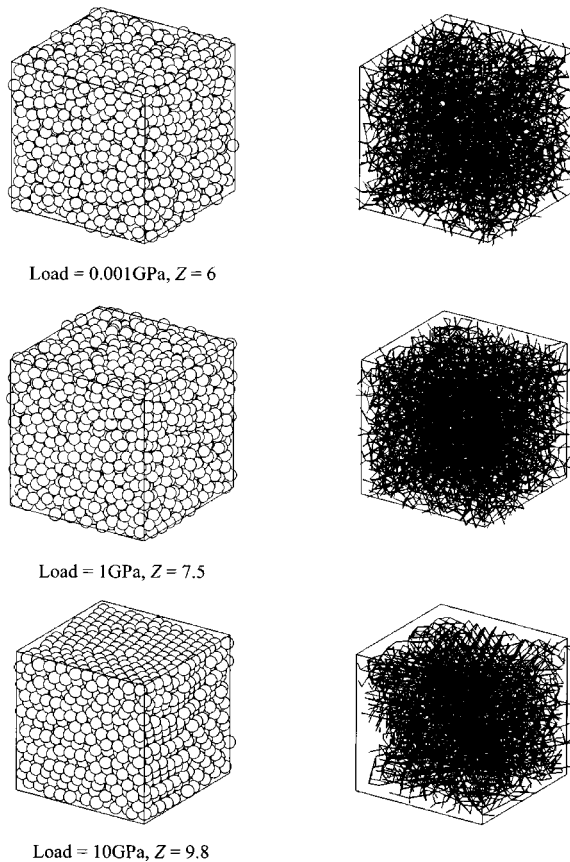 Load = 0.001GPa, Z = 6
Load = 1GPa, Z = 7.5
Load = 10GPa, Z = 9.8